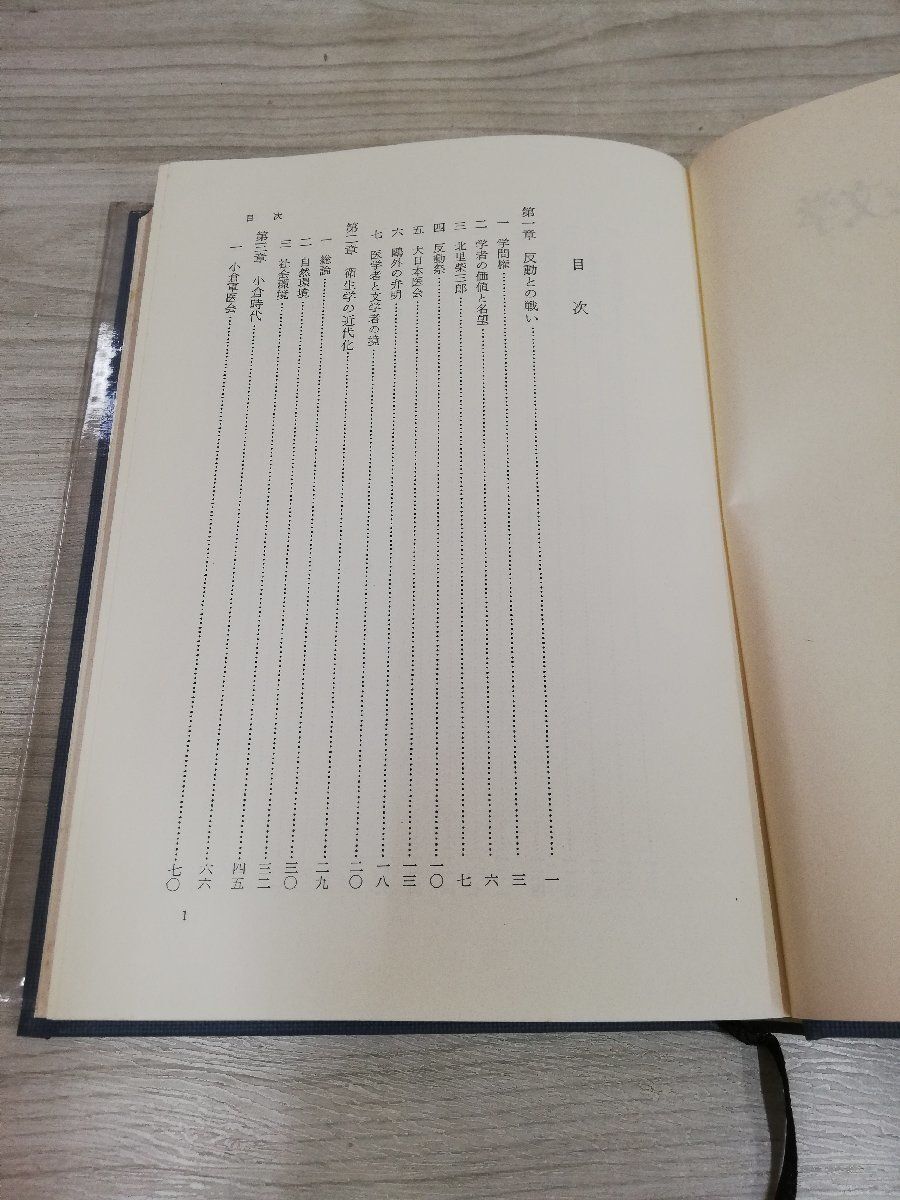 目次
第一章 反動との戦い……一
一 学問権……三
二 学者の価値と名望……六
三 北里柴三郎……七
四 反動祭……一〇
五 大日本医会……一三
六 鴎外の弁明……一八
七 医学者と文学者の境……二〇
第二章 衛生学の近代化……二九
一 総論……三〇
二 自然環境……三二
三 社会環境……四五
第三章 小倉時代……六六
一 小倉軍医会……七〇
目次
1